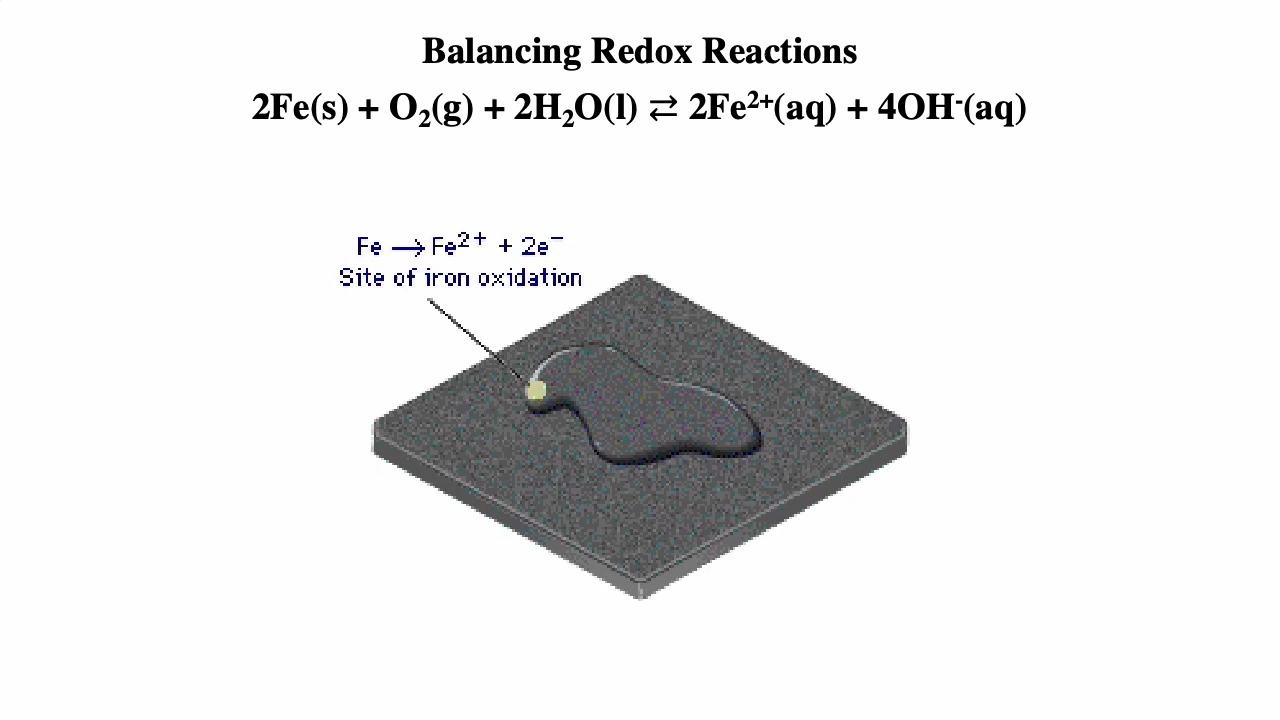 Balancing Redox Reactions
2Fe(s) + O₂(g) + 2H₂O(l) ⇄ 2Fe²⁺(aq) + 4OH⁻(aq)
Fe → Fe²⁺ + 2e⁻
Site of iron oxidation